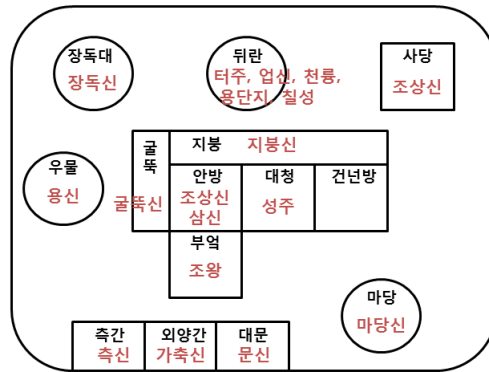 장독대
장독신
뒤란
터주, 업신, 천륭,
용단지, 칠성
사당
조상신
굴
뚝
굴뚝신
지붕 지붕신
우물
용신
안방
조상신
삼신
대청
성주
건넌방
부엌
조왕
마당
마당신
측간
측신
외양간
가축신
대문
문신